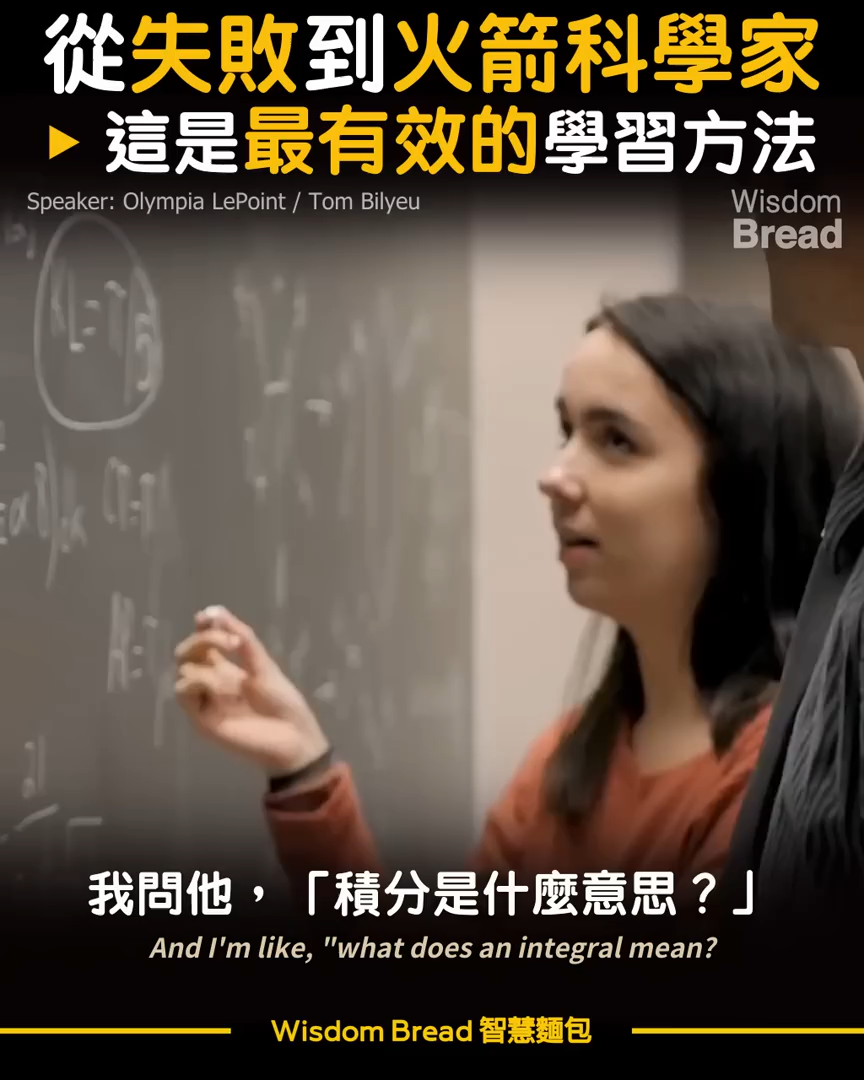 從失敗到火箭科學家
▶ 這是最有效的學習方法
Speaker: Olympia LePoint / Tom Bilyeu
Wisdom
Bread
我問他，「積分是什麼意思？」
And I'm like, "what does an integral mean?
Wisdom Bread 智慧麵包